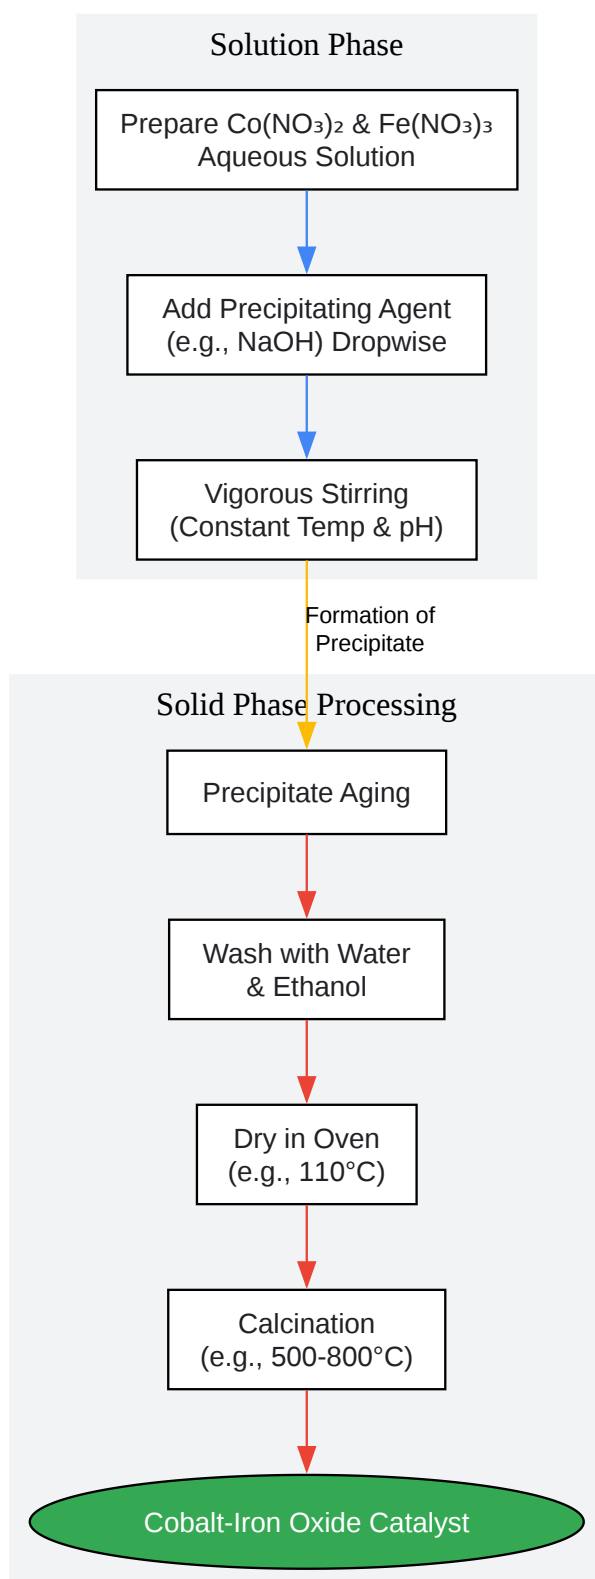 Solution Phase
Prepare Co(NO₃)₂ & Fe(NO₃)₃
Aqueous Solution
Add Precipitating Agent
(e.g., NaOH) Dropwise
Vigorous Stirring
(Constant Temp & pH)
Formation of
Precipitate
Solid Phase Processing
Precipitate Aging
Wash with Water
& Ethanol
Dry in Oven
(e.g., 110°C)
Calcination
(e.g., 500-800°C)
Cobalt-Iron Oxide Catalyst